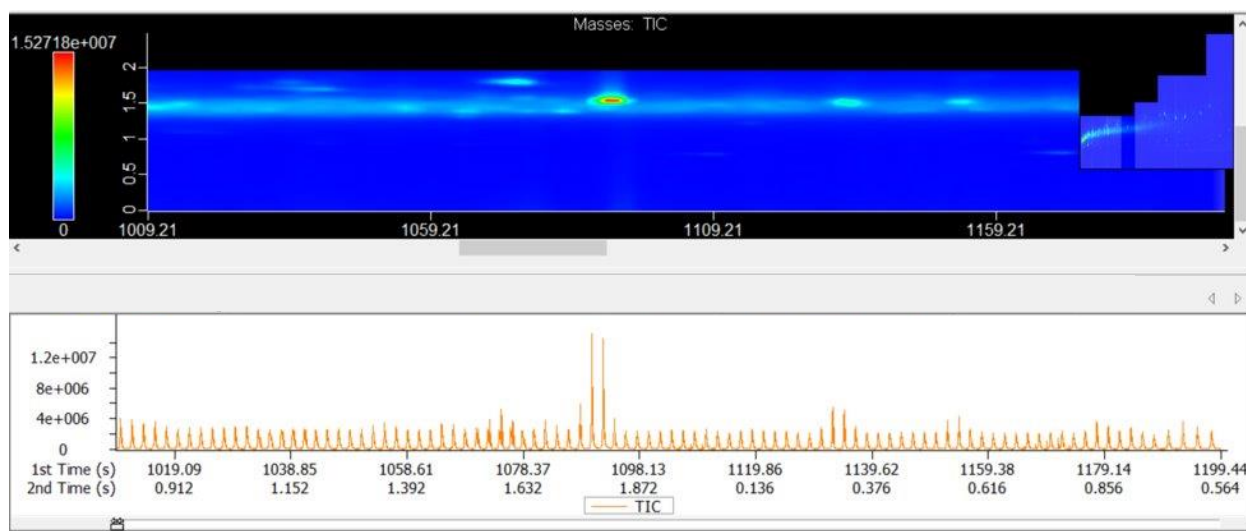 Masses: TIC
1.52718e+007
0
2
1.5
1
0.5
0
1009.21 1059.21 1109.21 1159.21
1.2e+007
8e+006
4e+006
0
1st Time (s) 1019.09 1038.85 1058.61 1078.37 1098.13 1119.86 1139.62 1159.38 1179.14 1199.44
2nd Time (s) 0.912 1.152 1.392 1.632 1.872 0.136 0.376 0.616 0.856 0.564
TIC